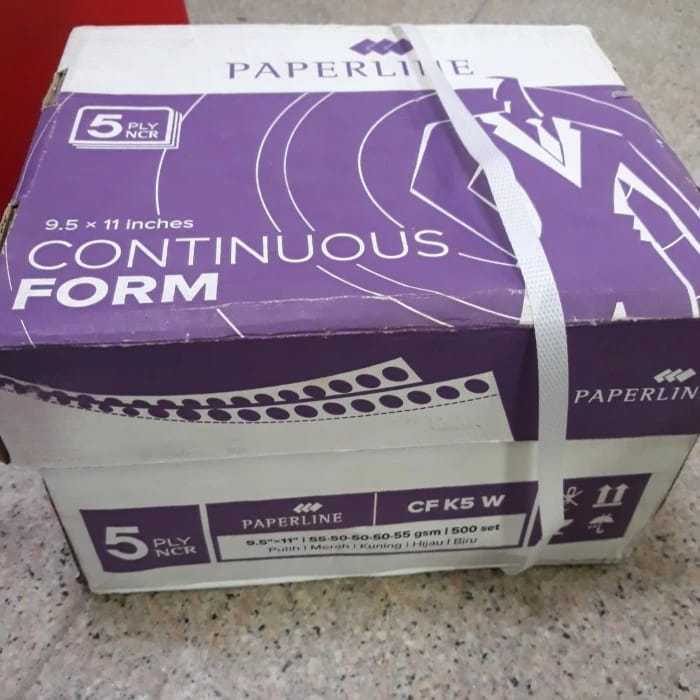 PAPERLINE
5 PLY
NCR
9.5 × 11 inches
CONTINUOUS
FORM
PAPERLIN
5 PLY
NCR
PAPERLINE
CF K5 W
9.5"×11" | 55-50-50-50-55 gsm | 500 set
Putih | Merah | Kuning | Hijau | Biru